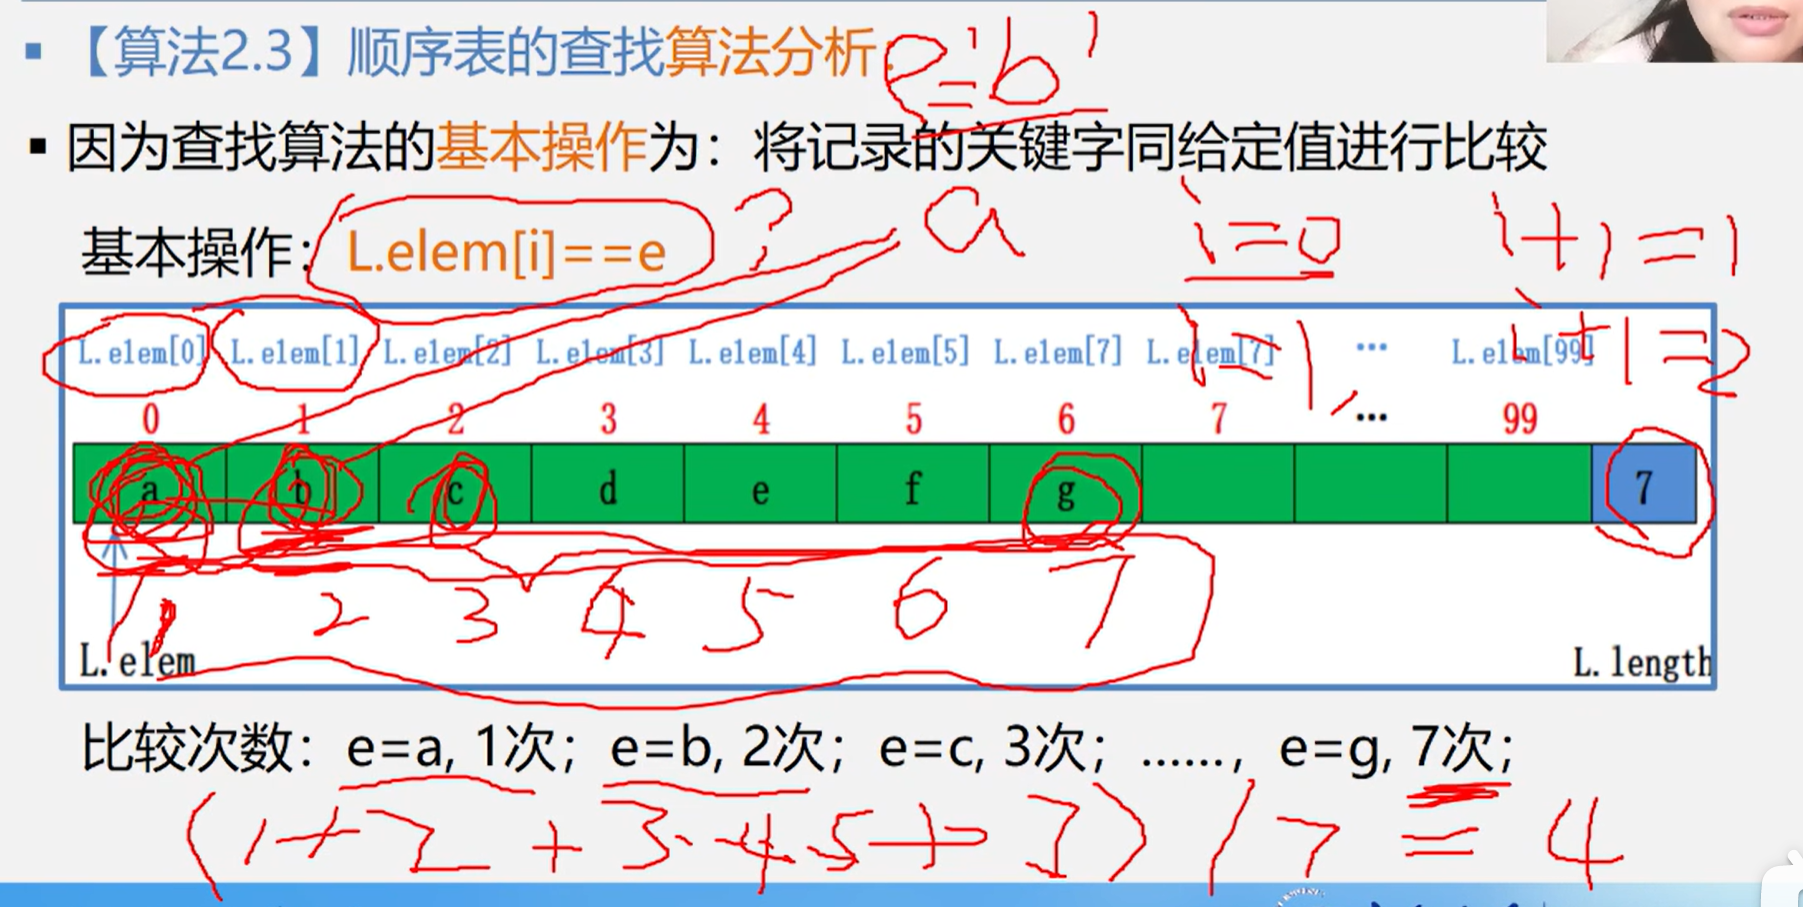 【算法2.3】顺序表的查找算法分析:
e='b'
因为查找算法的基本操作为：将记录的关键字同给定值进行比较
基本操作：L.elem[i]==e ? a i=0 i+1=1
i=1, i+1=2
L.elem[0] L.elem[1] L.elem[2] L.elem[3] L.elem[4] L.elem[5] L.elem[7] L.elem[7] … L.elem[99]
0 1 2 3 4 5 6 7 … 99
a b c d e f g 7
1 2 3 4 5 6 7
L.elem L.length
比较次数：e=a, 1次；e=b, 2次；e=c, 3次；……，e=g, 7次；
(1+2+3·4·5+7)/7=4